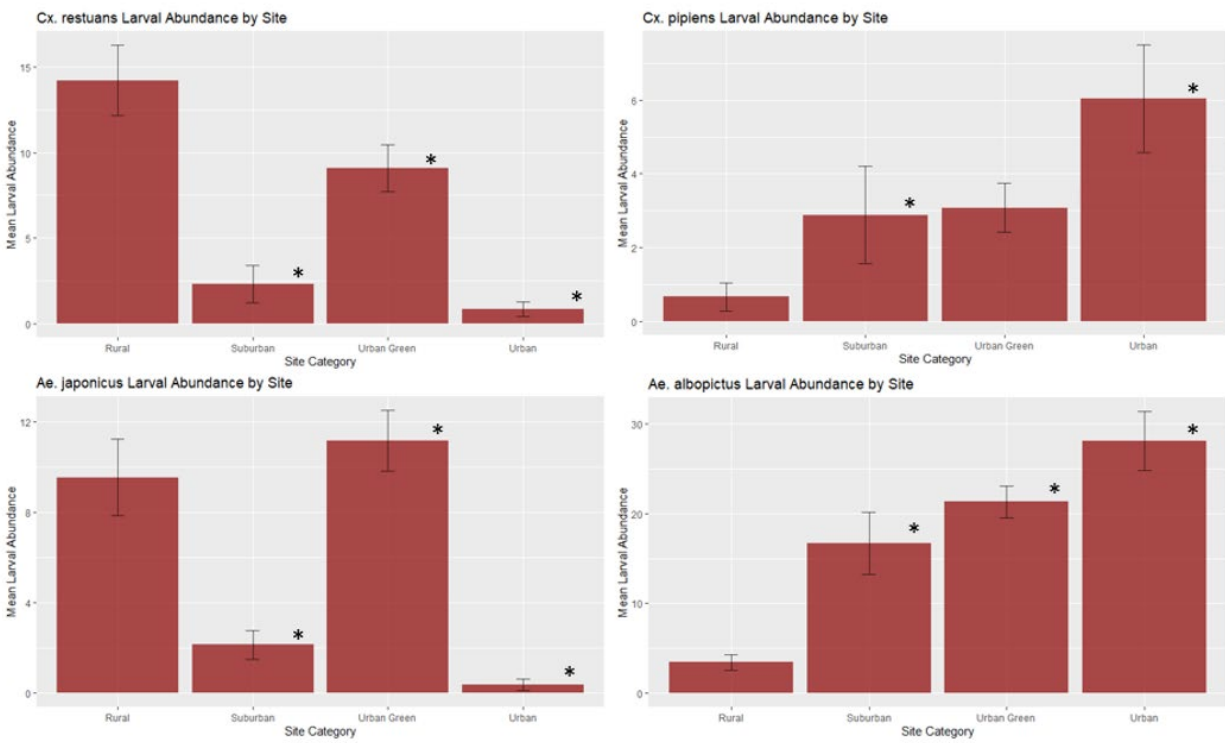 Cx. restuans Larval Abundance by Site
Mean Larval Abundance
15
10
5
0
*
*
*
Rural Suburban Urban Green Urban
Site Category
Cx. pipiens Larval Abundance by Site
Mean Larval Abundance
6
4
2
0
*
*
Rural Suburban Urban Green Urban
Site Category
Ae. japonicus Larval Abundance by Site
Mean Larval Abundance
12
8
4
0
*
*
*
Rural Suburban Urban Green Urban
Site Category
Ae. albopictus Larval Abundance by Site
Mean Larval Abundance
30
20
10
0
*
*
*
Rural Suburban Urban Green Urban
Site Category